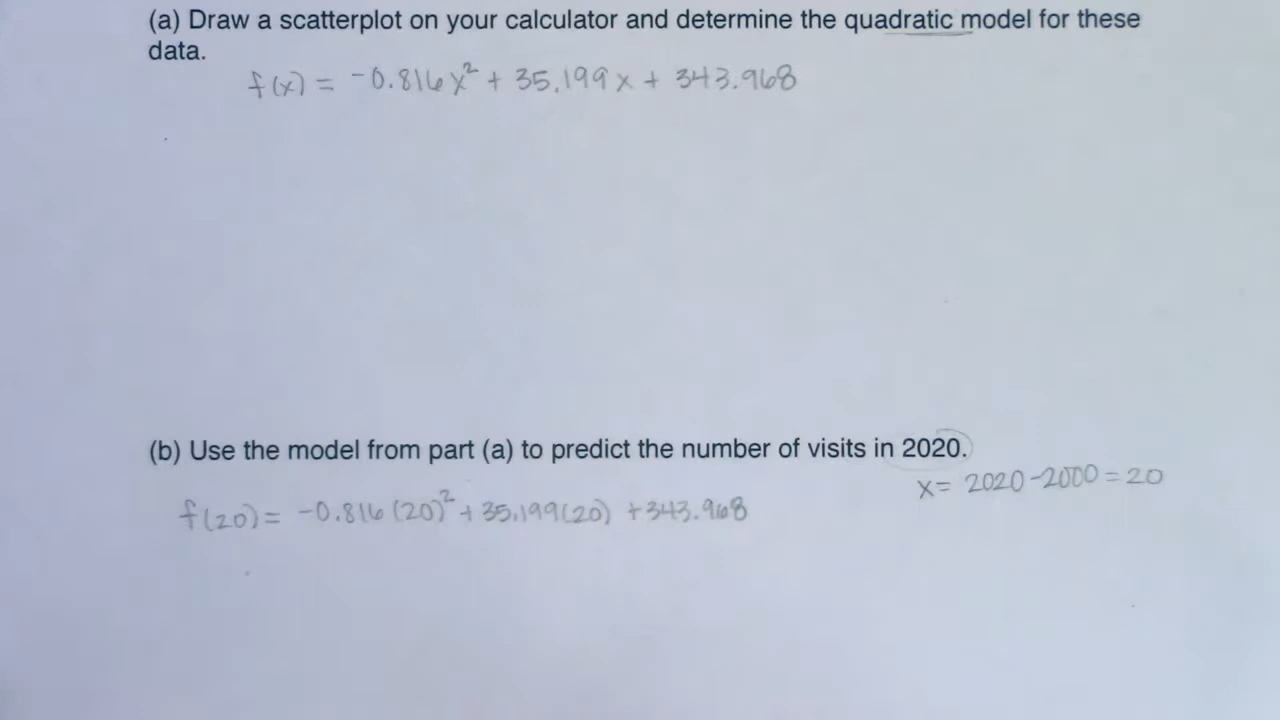 (a) Draw a scatterplot on your calculator and determine the quadratic model for these
data.
f(x) = -0.816x² + 35.199x + 343.968
(b) Use the model from part (a) to predict the number of visits in 2020.
x = 2020 - 2000 = 20
f(20) = -0.816(20)² + 35.199(20) + 343.968